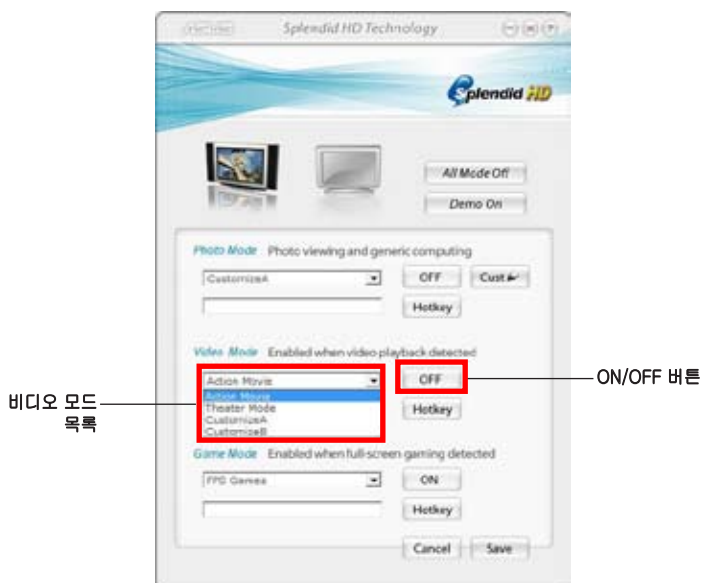 Splendid HD Technology
Splendid HD
All Mode Off
Demo On
Photo Mode Photo viewing and generic computing
CustomizeA OFF Cust
Hotkey
Video Mode Enabled when video playback detected
Action Movie OFF
Action Movie
Theater Mode Hotkey
CustomizeA
CustomizeB
ON/OFF 버튼
비디오 모드
목록
Game Mode Enabled when full-screen gaming detected
FPS Games ON
Hotkey
Cancel Save